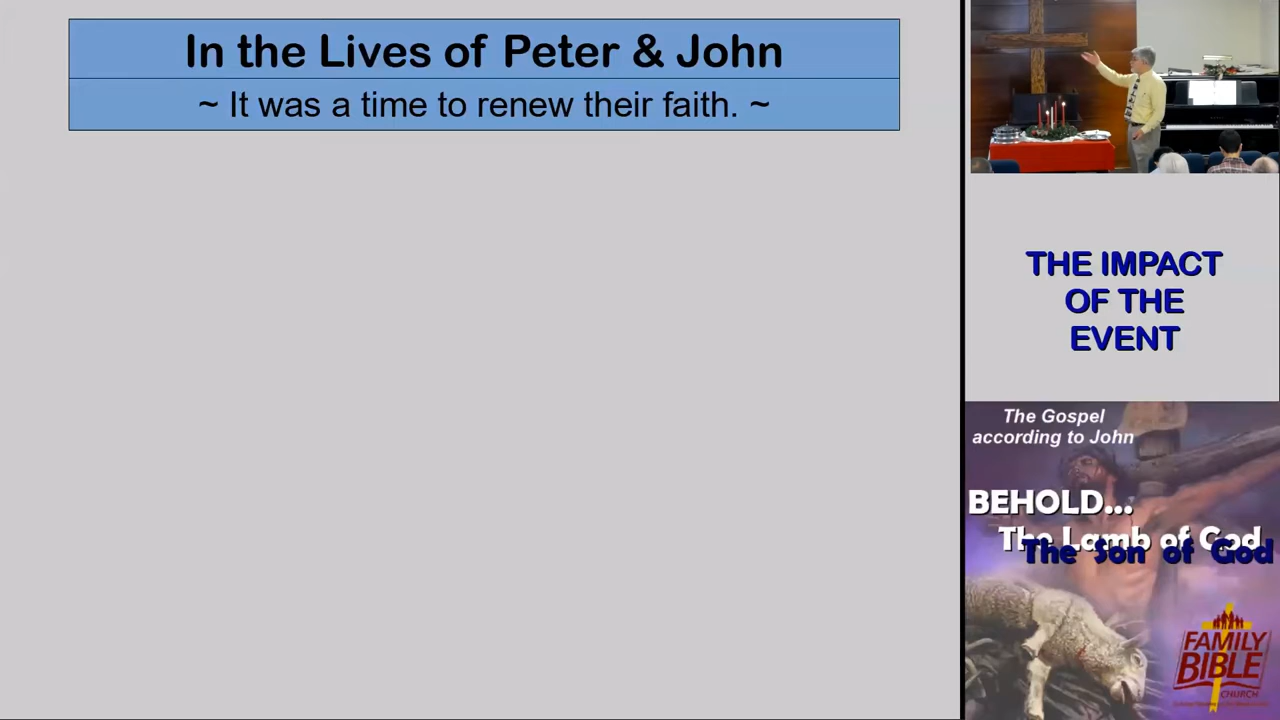 In the Lives of Peter & John
~ It was a time to renew their faith. ~
THE IMPACT
OF THE
EVENT
The Gospel
according to John
BEHOLD...
The Lamb of God
The Son of God
FAMILY
BIBLE
CHURCH